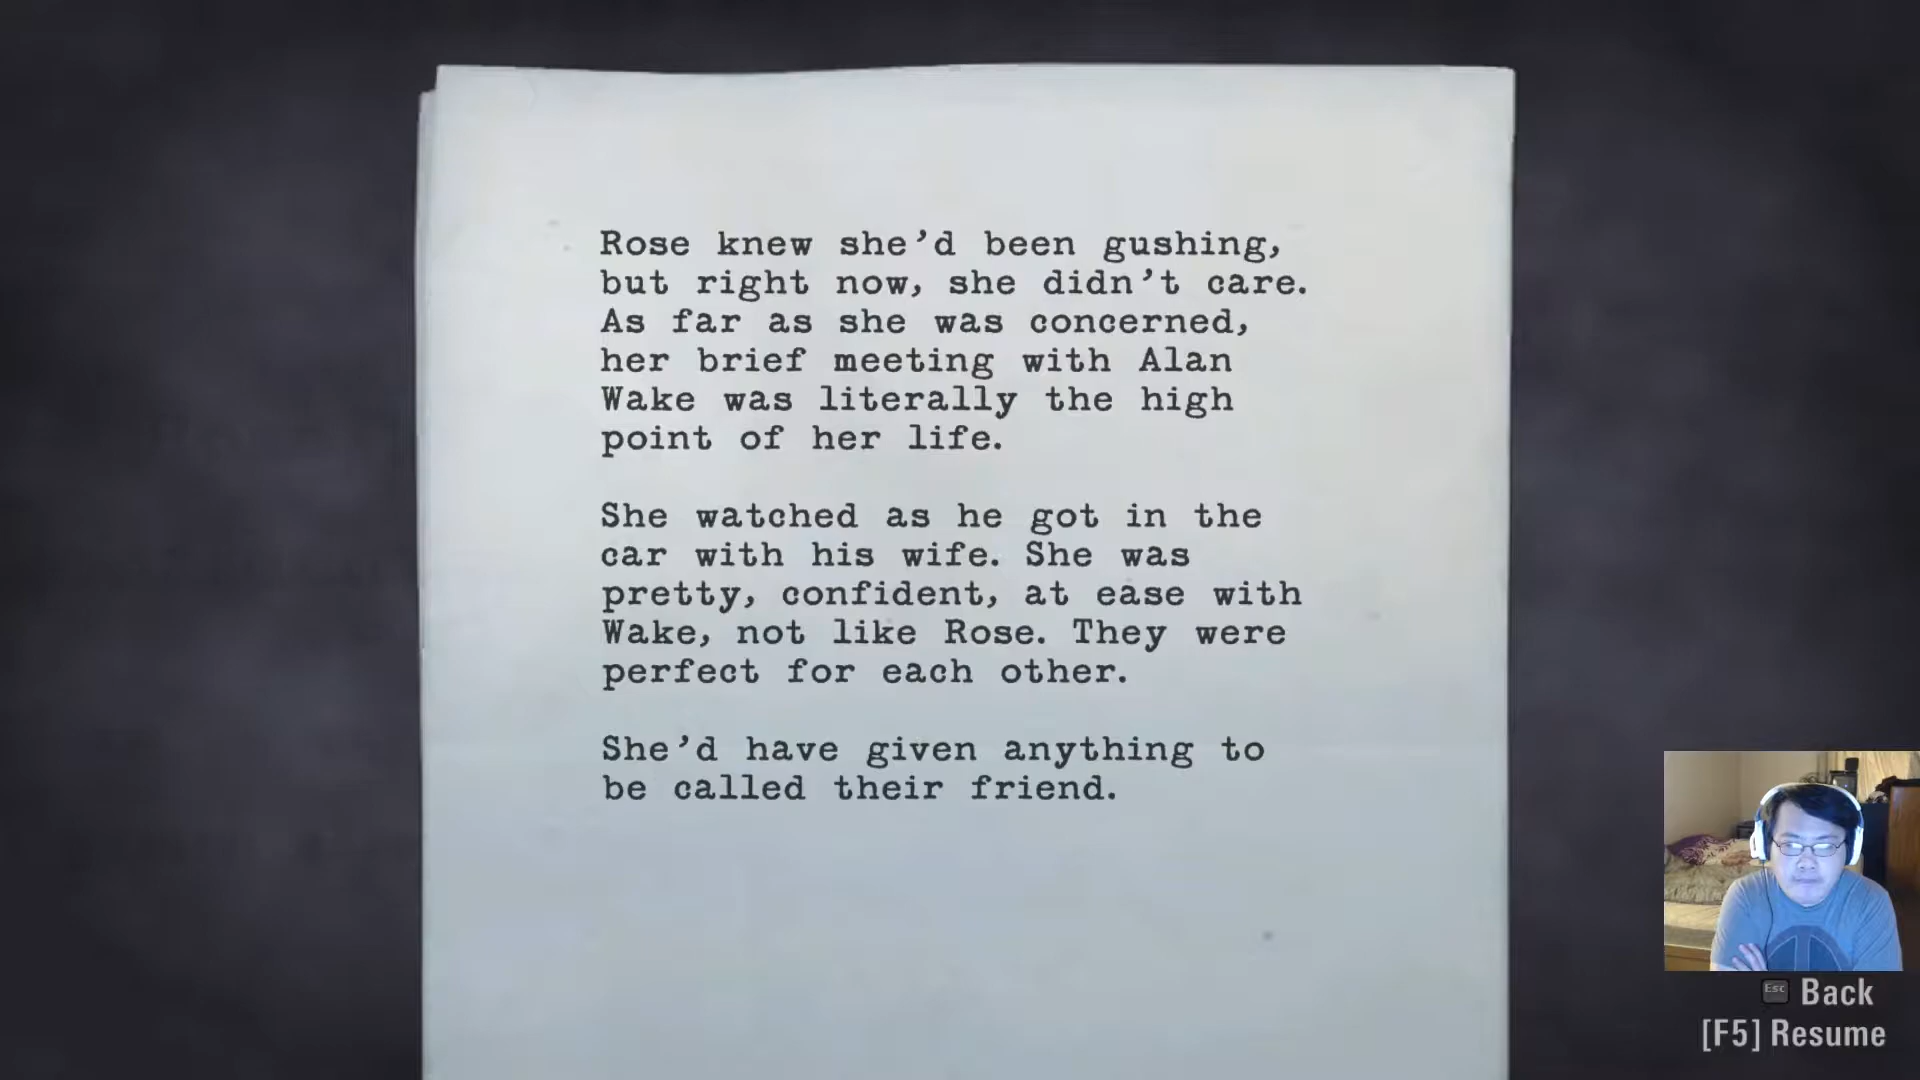 Rose knew she’d been gushing,
but right now, she didn’t care.
As far as she was concerned,
her brief meeting with Alan
Wake was literally the high
point of her life.
She watched as he got in the
car with his wife. She was
pretty, confident, at ease with
Wake, not like Rose. They were
perfect for each other.
She’d have given anything to
be called their friend.
Esc Back
[F5] Resume